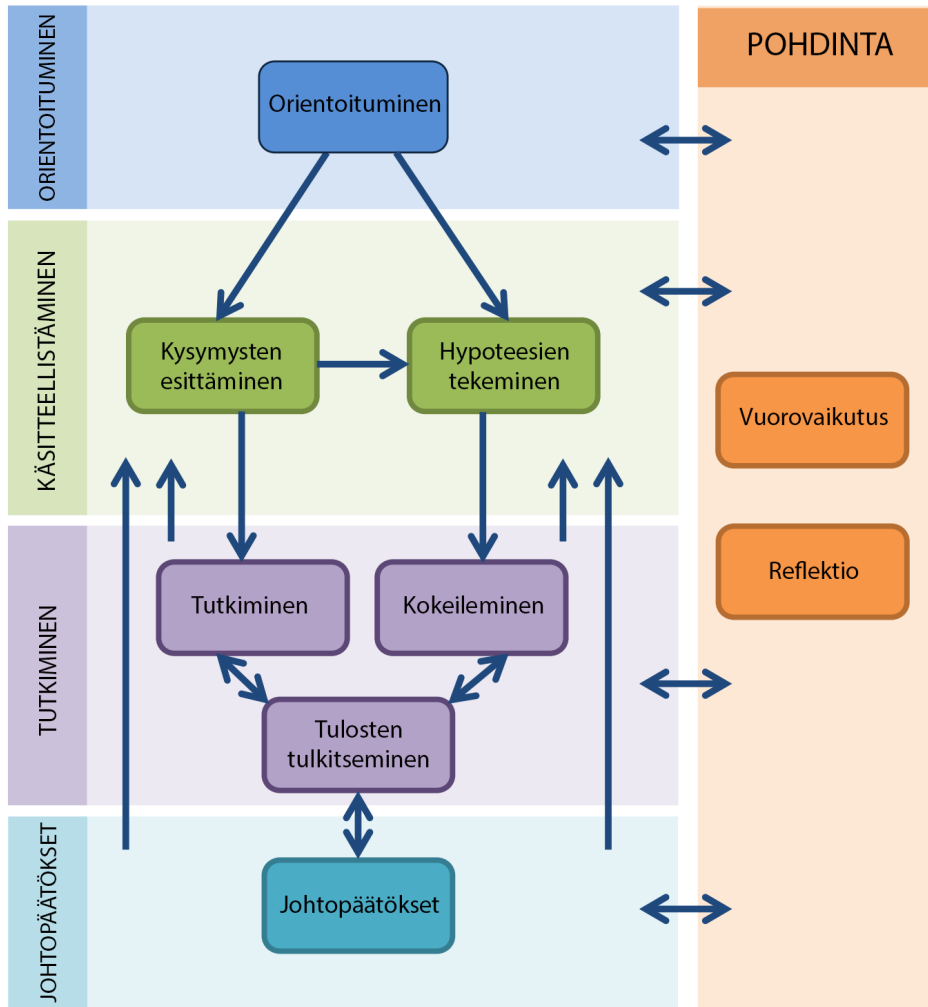 ORIENTOITUMINEN
Orientoituminen
KÄSITTEELLISTÄMINEN
Kysymysten
esittäminen
Hypoteesien
tekeminen
TUTKIMINEN
Tutkiminen
Kokeileminen
Tulosten
tulkitseminen
JOHTOPÄÄTÖKSET
Johtopäätökset
POHDINTA
Vuorovaikutus
Reflektio